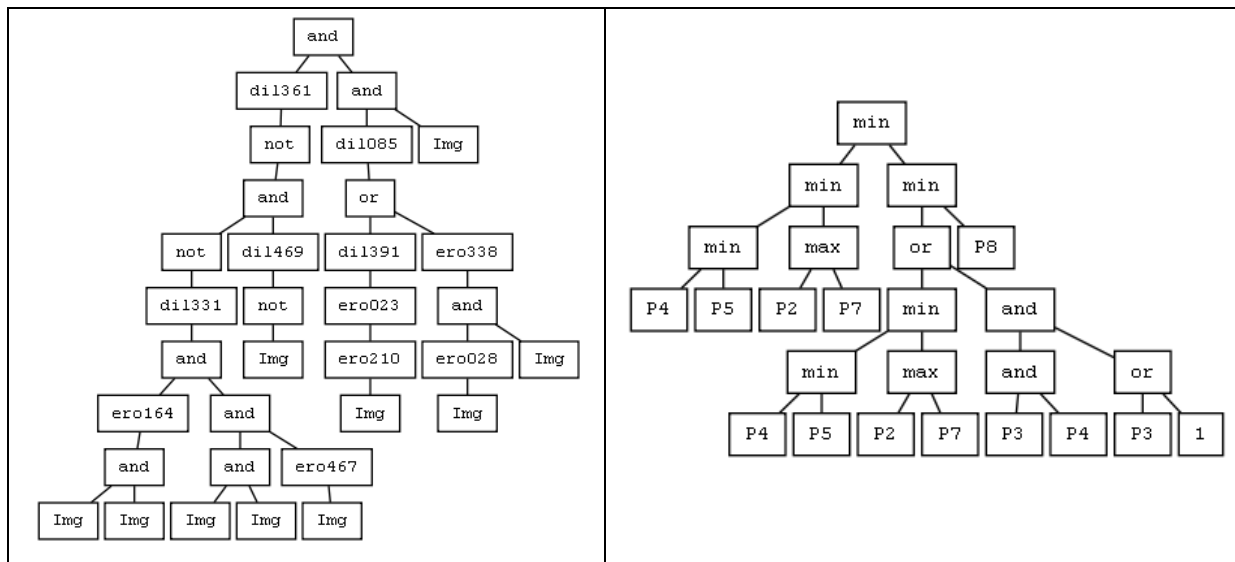 and
dil361 and
not dil085 Img
and or
not dil469 dil391 ero338
dil331 not ero023 and
and Img ero210 ero028 Img
ero164 and Img Img
and and ero467
Img Img Img Img Img
min
min min
min max or P8
P4 P5 P2 P7 min and
min max and or
P4 P5 P2 P7 P3 P4 P3 1